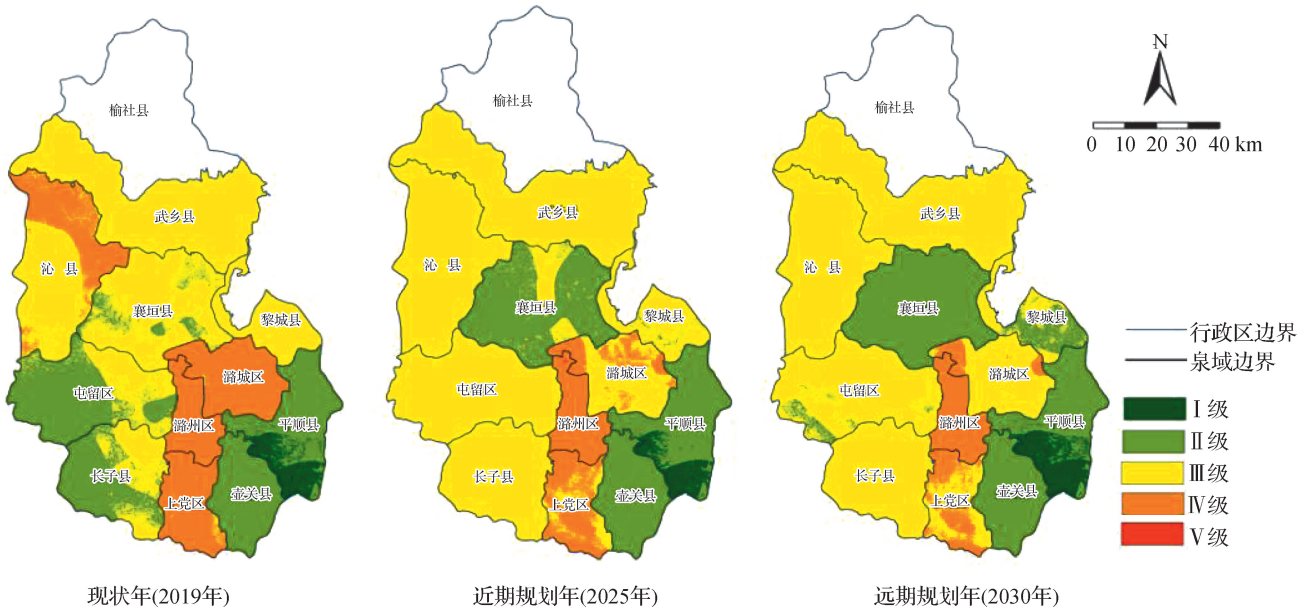 榆社县
武乡县
沁 县
襄垣县
黎城县
潞城区
屯留区
潞州区
平顺县
长子县
上党区
壶关县
现状年(2019年)
榆社县
武乡县
沁 县
襄垣县
黎城县
潞城区
屯留区
潞州区
平顺县
长子县
上党区
壶关县
近期规划年(2025年)
榆社县
武乡县
沁 县
襄垣县
黎城县
潞城区
屯留区
潞州区
平顺县
长子县
上党区
壶关县
远期规划年(2030年)
N
0 10 20 30 40 km
行政区边界
泉域边界
Ⅰ级
Ⅱ级
Ⅲ级
Ⅳ级
Ⅴ级